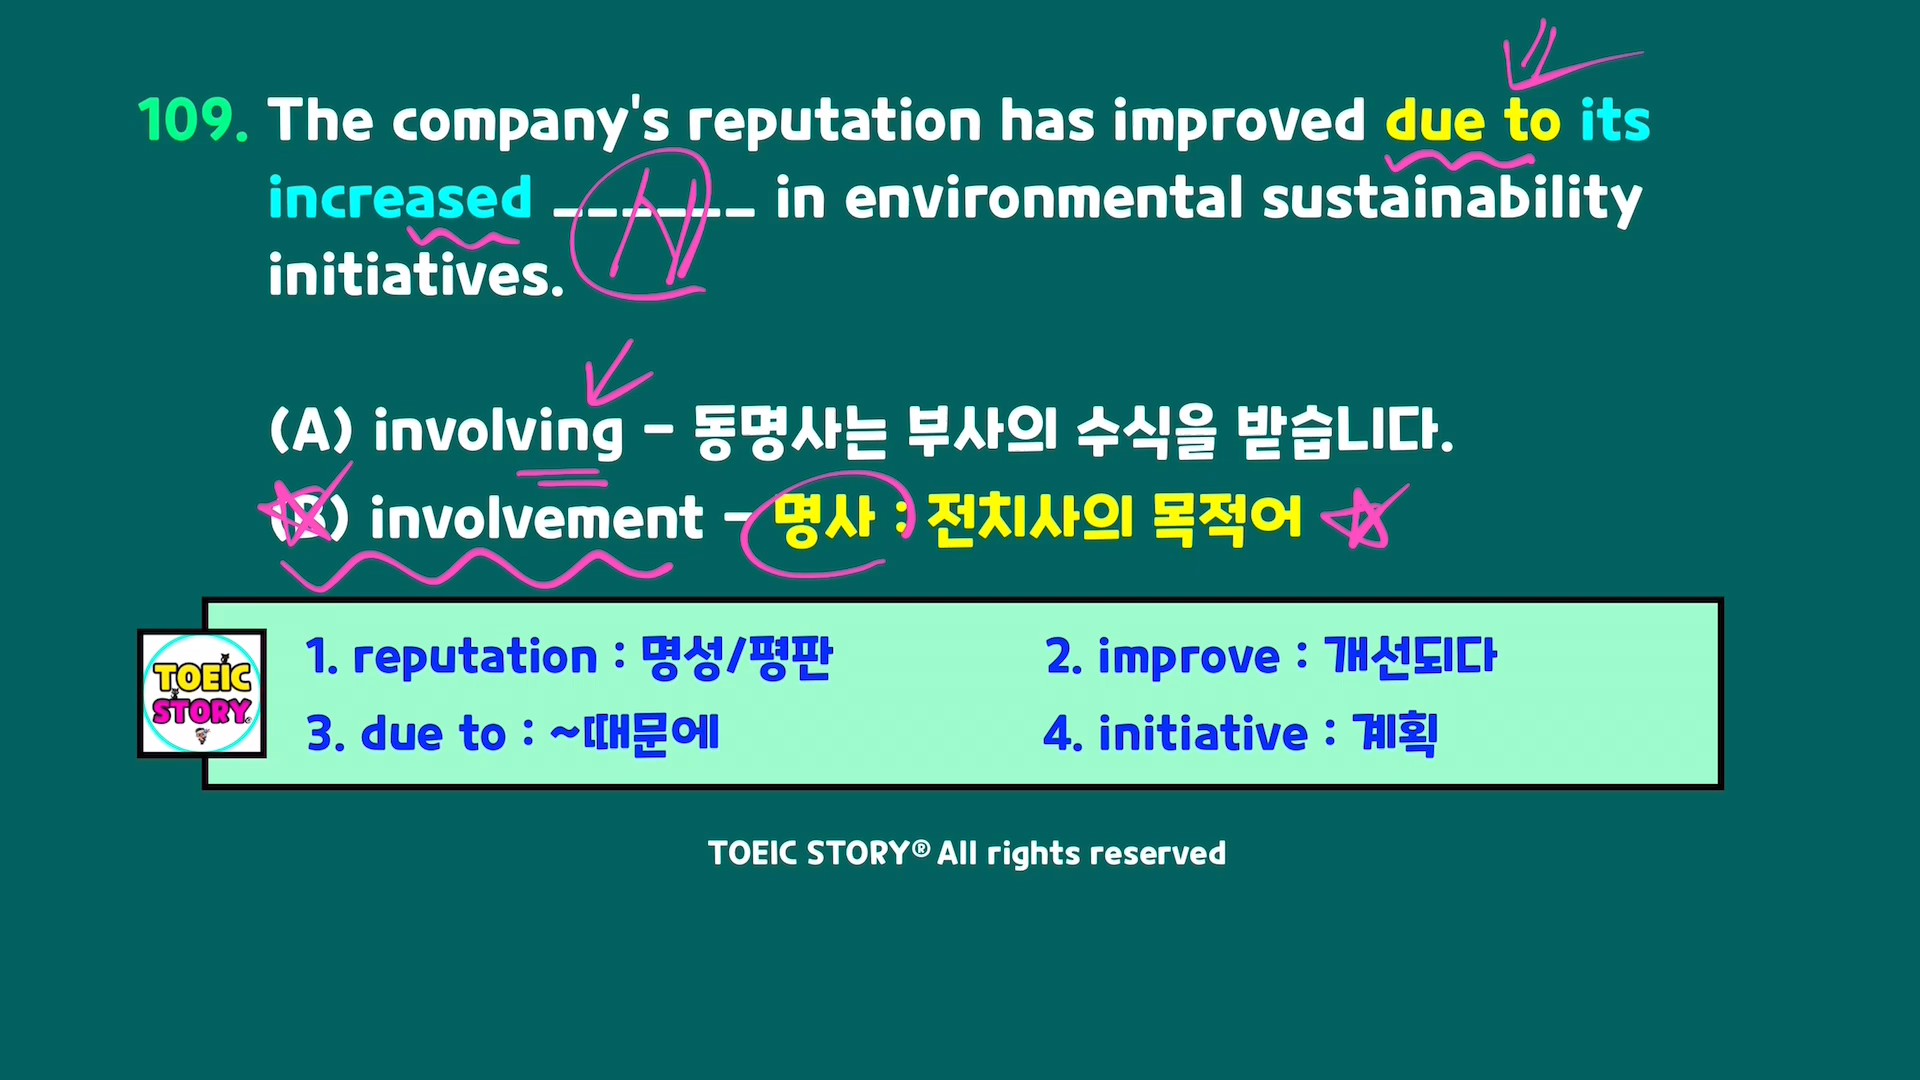 109. The company's reputation has improved due to its
increased ______ in environmental sustainability
initiatives.
N
(A) involving - 동명사는 부사의 수식을 받습니다.
(B) involvement - 명사 : 전치사의 목적어
1. reputation : 명성/평판
2. improve : 개선되다
TOEIC
STORY
3. due to : ~때문에
4. initiative : 계획
TOEIC STORY® All rights reserved